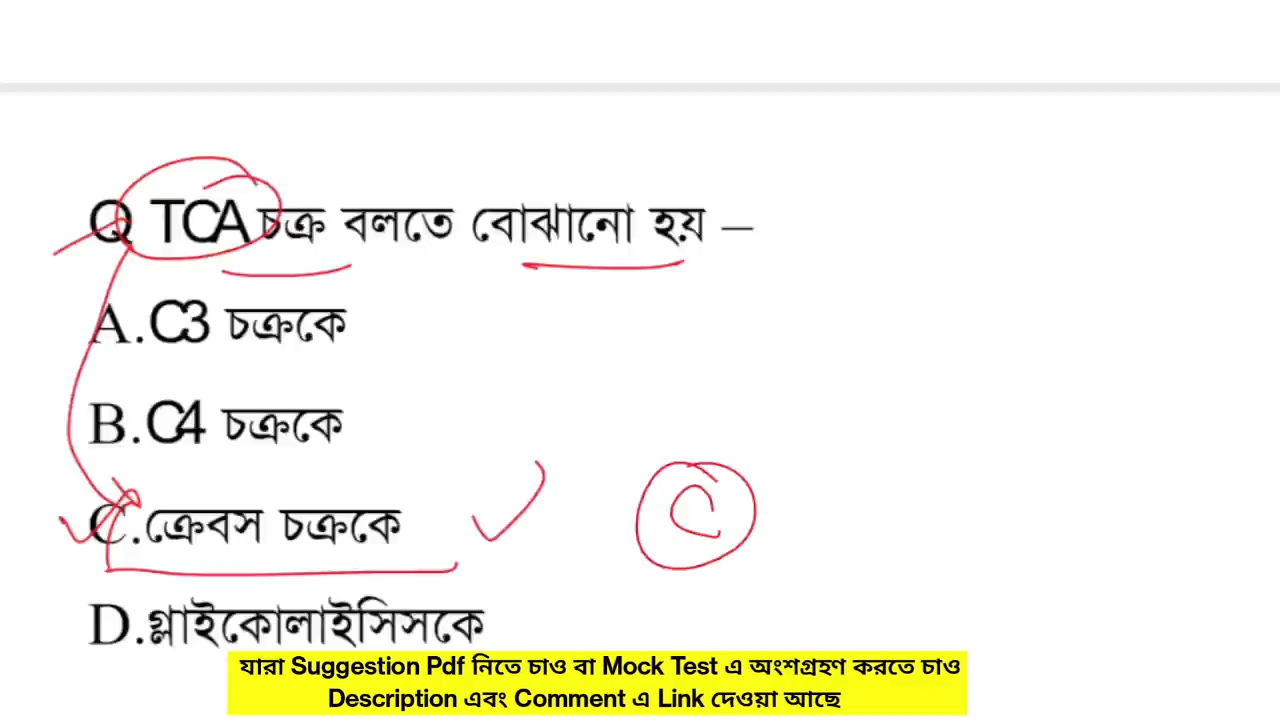 Q TCA চক্র বলতে বোঝানো হয় –
A.C3 চক্রকে
B.C4 চক্রকে
C.ক্রেবস চক্রকে
C
D.গ্লাইকোলাইসিসকে
যারা Suggestion Pdf নিতে চাও বা Mock Test এ অংশগ্রহণ করতে চাও
Description এবং Comment এ Link দেওয়া আছে